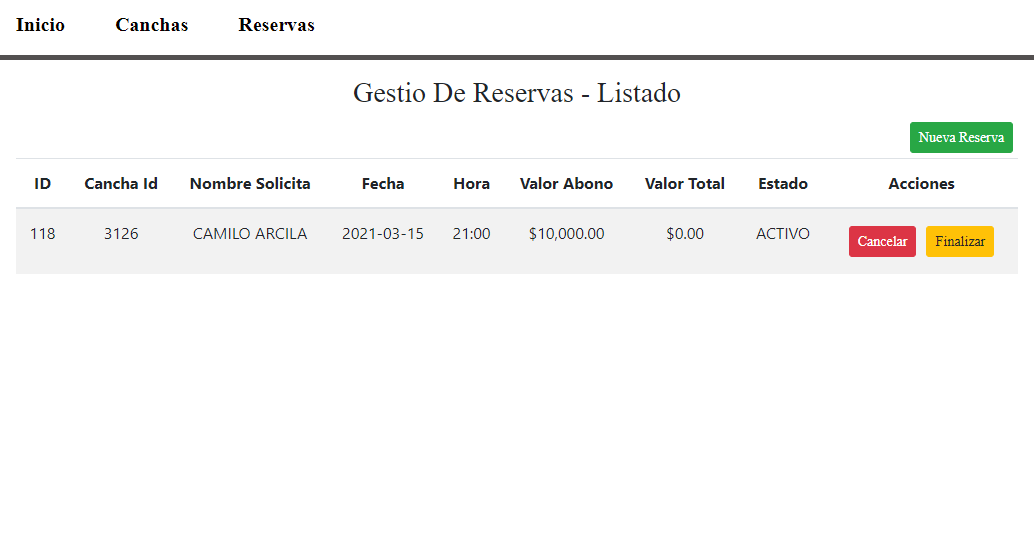 Inicio Canchas Reservas
Gestio De Reservas - Listado
Nueva Reserva
ID Cancha Id Nombre Solicita Fecha Hora Valor Abono Valor Total Estado Acciones
118 3126 CAMILO ARCILA 2021-03-15 21:00 $10,000.00 $0.00 ACTIVO Cancelar Finalizar